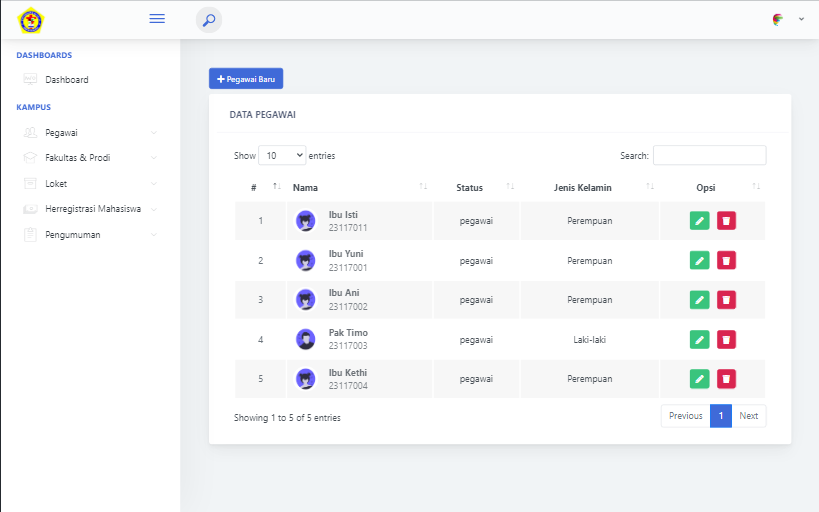 DASHBOARDS
Dashboard
KAMPUS
Pegawai
Fakultas & Prodi
Loket
Herregistrasi Mahasiswa
Pengumuman
Pegawai Baru
DATA PEGAWAI
Show 10 entries Search:
# Nama Status Jenis Kelamin Opsi
1 Ibu Isti 23117011 pegawai Perempuan
2 Ibu Yuni 23117001 pegawai Perempuan
3 Ibu Ani 23117002 pegawai Perempuan
4 Pak Timo 23117003 pegawai Laki-laki
5 Ibu Kethi 23117004 pegawai Perempuan
Showing 1 to 5 of 5 entries Previous 1 Next